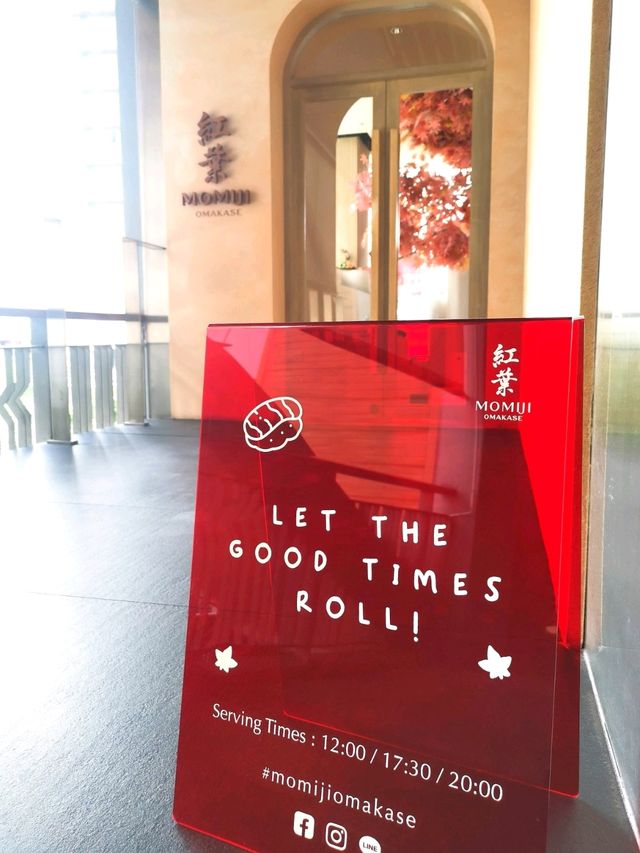 紅
葉
MOMIJI
OMAKASE
紅
葉
MOMIJI
OMAKASE
LET THE
GOOD TIMES
ROLL!
Serving Times : 12:00 / 17:30 / 20:00
#momijiomakase
LINE